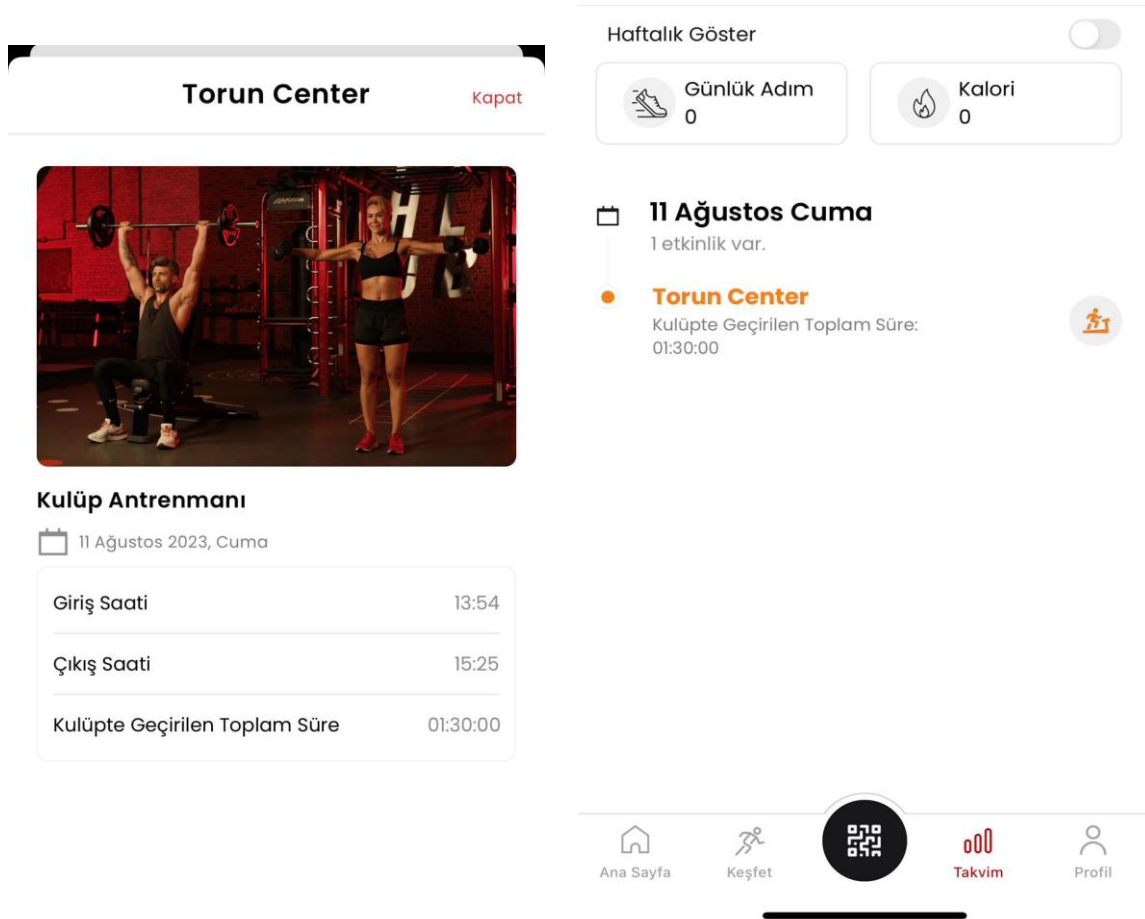 Torun Center
Kapat
Kulüp Antrenmanı
11 Ağustos 2023, Cuma
Giriş Saati 13:54
Çıkış Saati 15:25
Kulüpte Geçirilen Toplam Süre 01:30:00
Haftalık Göster
Günlük Adım
0
Kalori
0
11 Ağustos Cuma
1 etkinlik var.
Torun Center
Kulüpte Geçirilen Toplam Süre:
01:30:00
Ana Sayfa
Keşfet
Takvim
Profil